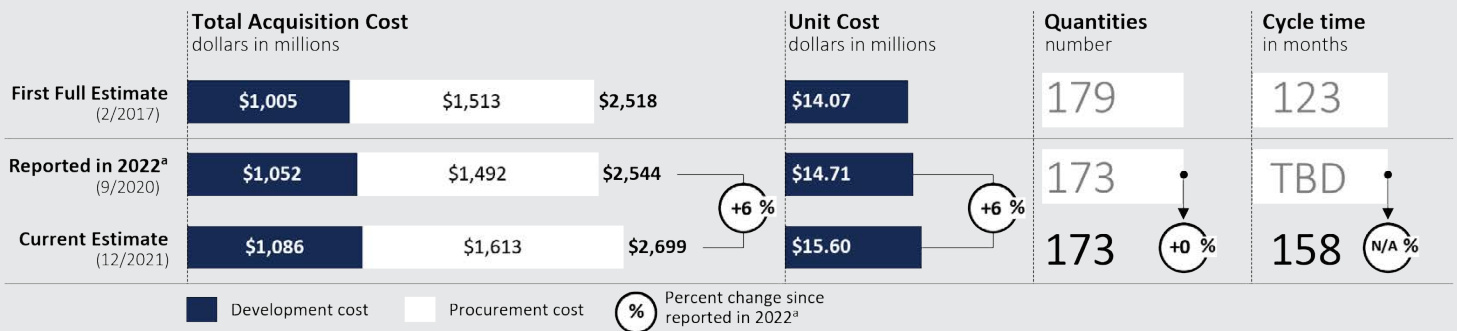 Total Acquisition Cost
dollars in millions
Unit Cost
dollars in millions
Quantities
number
Cycle time
in months
First Full Estimate
(2/2017)
$1,005
$1,513
$2,518
$14.07
179
123
Reported in 2022ª
(9/2020)
$1,052
$1,492
$2,544
$14.71
173
TBD
+6 %
+6 %
Current Estimate
(12/2021)
$1,086
$1,613
$2,699
$15.60
173
+0 %
158
N/A %
Development cost
Procurement cost
%
Percent change since
reported in 2022ª